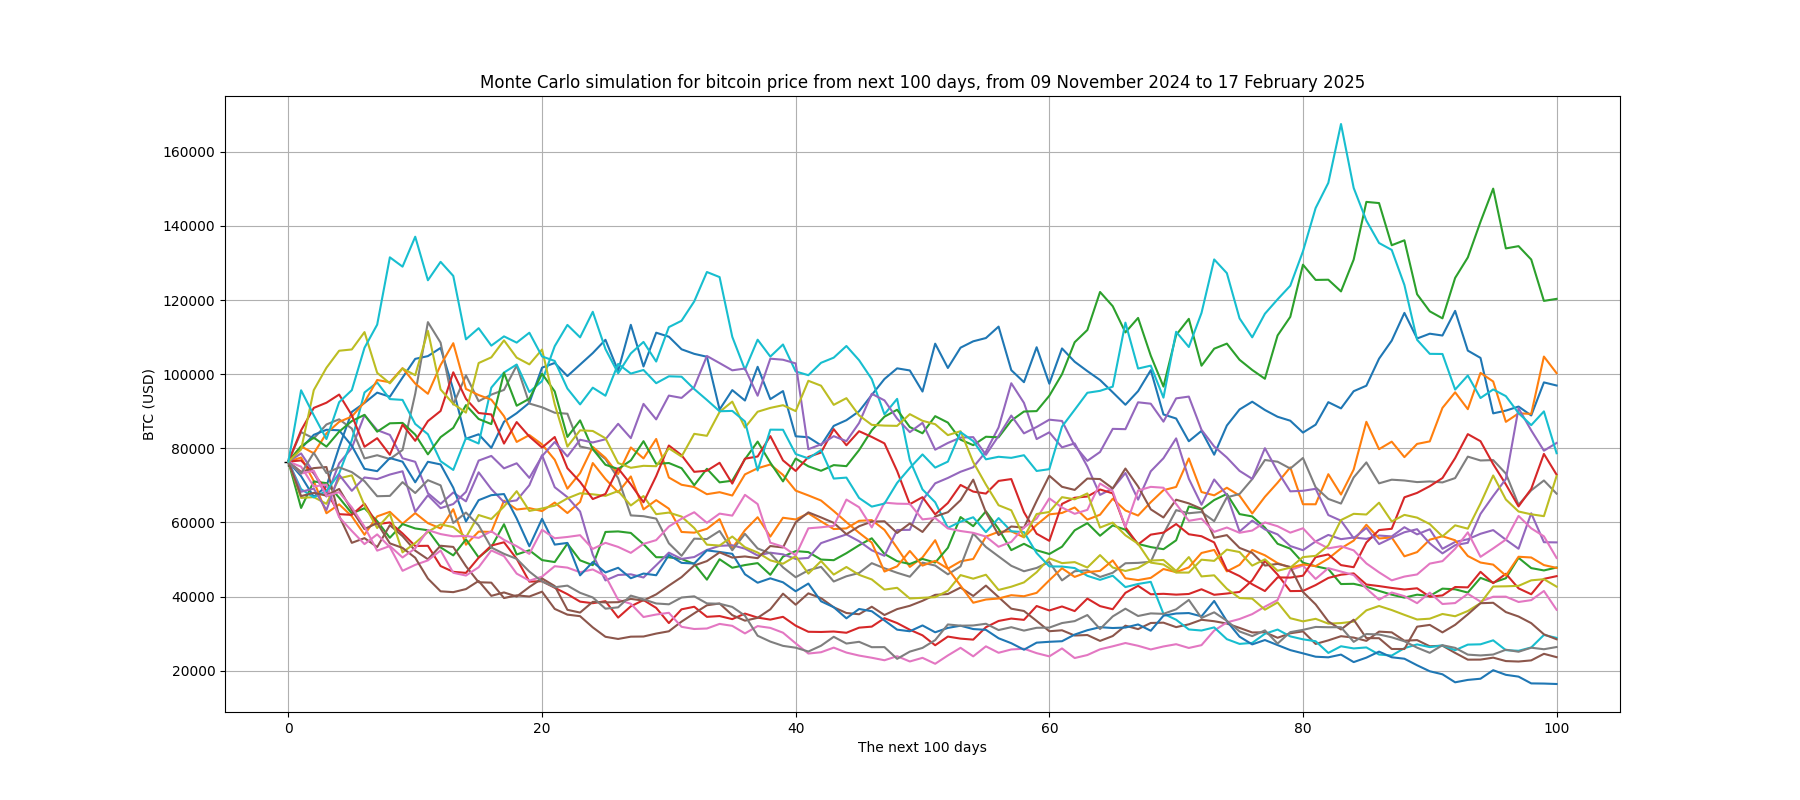 Monte Carlo simulation for bitcoin price from next 100 days, from 09 November 2024 to 17 February 2025
BTC (USD)
160000
140000
120000
100000
80000
60000
40000
20000
0 20 40 60 80 100
The next 100 days